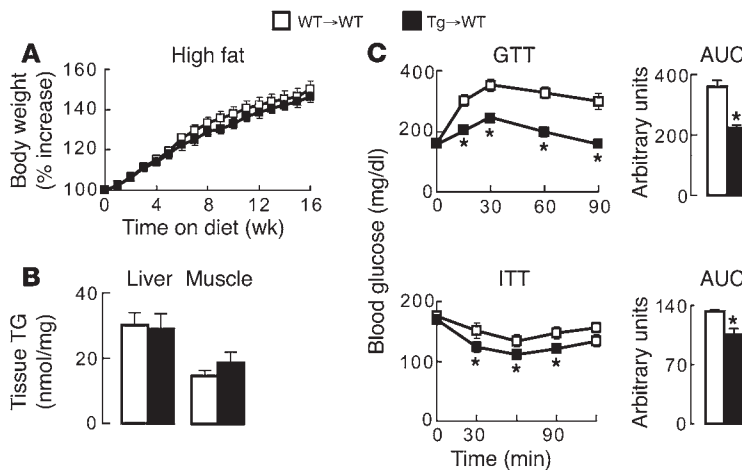 WT→WT Tg→WT
A High fat
Body weight
(% increase)
160
140
120
100
0 4 8 12 16
Time on diet (wk)
B Liver Muscle
Tissue TG
(nmol/mg)
40
20
0
C GTT
Blood glucose (mg/dl)
400
200
0
* * * *
0 30 60 90
AUC
Arbitrary units
400
200
0
*
ITT
200
100
0
* * *
0 30 90
Time (min)
AUC
Arbitrary units
140
70
0
*